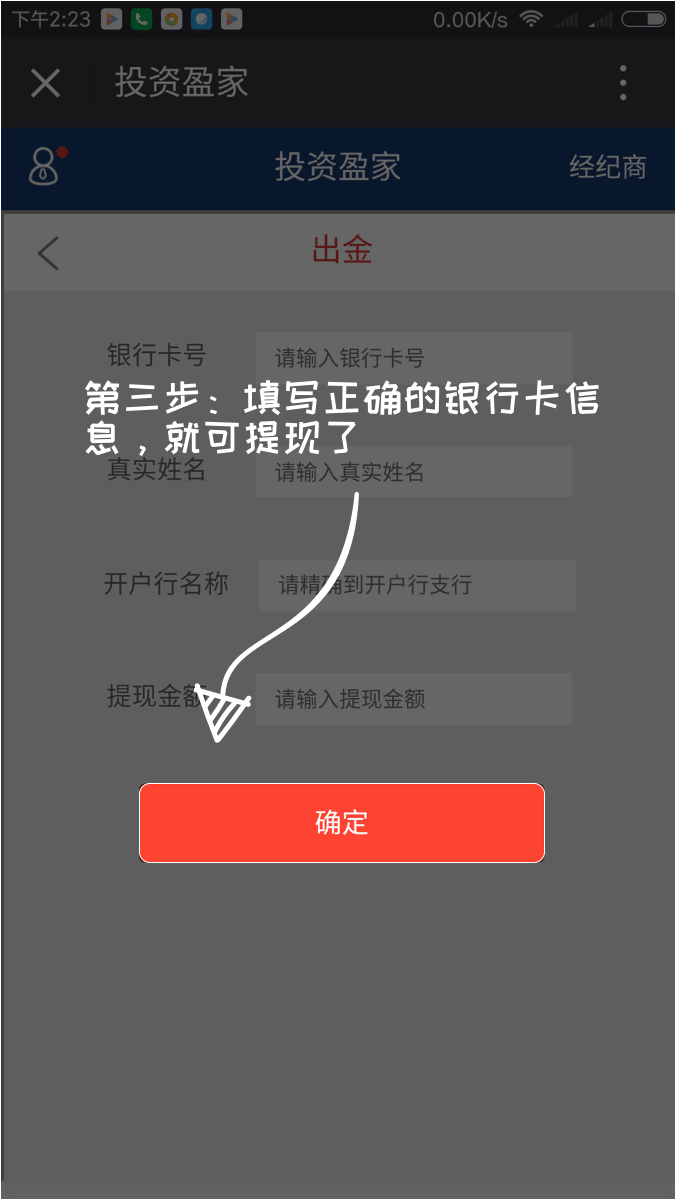 下午2:23 0.00K/s
投资盈家
投资盈家 经纪商
出金
银行卡号 请输入银行卡号
第三步：填写正确的银行卡信
息，就可提现了
真实姓名 请输入真实姓名
开户行名称 请精确到开户行支行
提现金额 请输入提现金额
确定